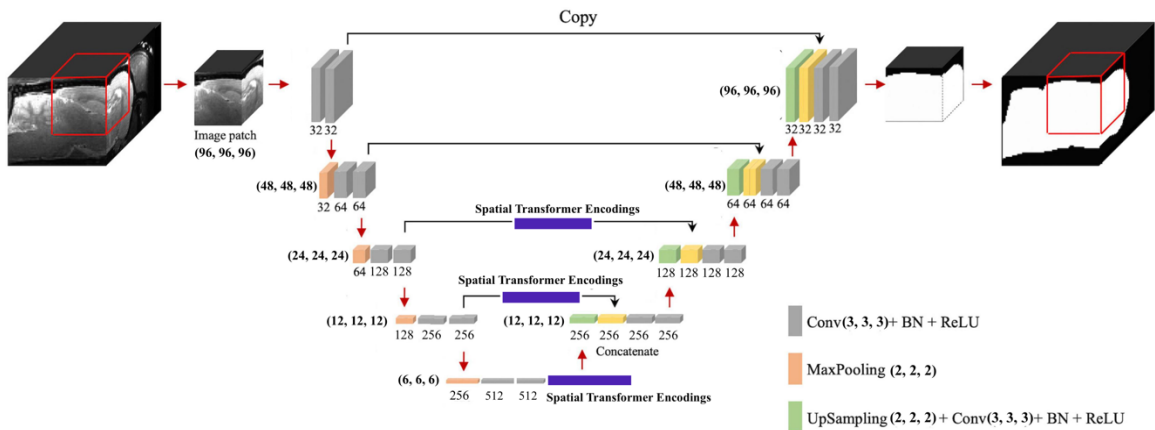 Copy
Image patch
(96, 96, 96)
32 32
(96, 96, 96)
32 32 32 32
(48, 48, 48)
32 64 64
(48, 48, 48)
64 64 64 64
Spatial Transformer Encodings
(24, 24, 24)
64 128 128
(24, 24, 24)
128 128 128 128
Spatial Transformer Encodings
(12, 12, 12)
128 256 256
(12, 12, 12)
256 256 256 256
Concatenate
(6, 6, 6)
256 512 512
Spatial Transformer Encodings
Conv(3, 3, 3)+ BN + ReLU
MaxPooling (2, 2, 2)
UpSampling (2, 2, 2) + Conv(3, 3, 3) + BN + ReLU